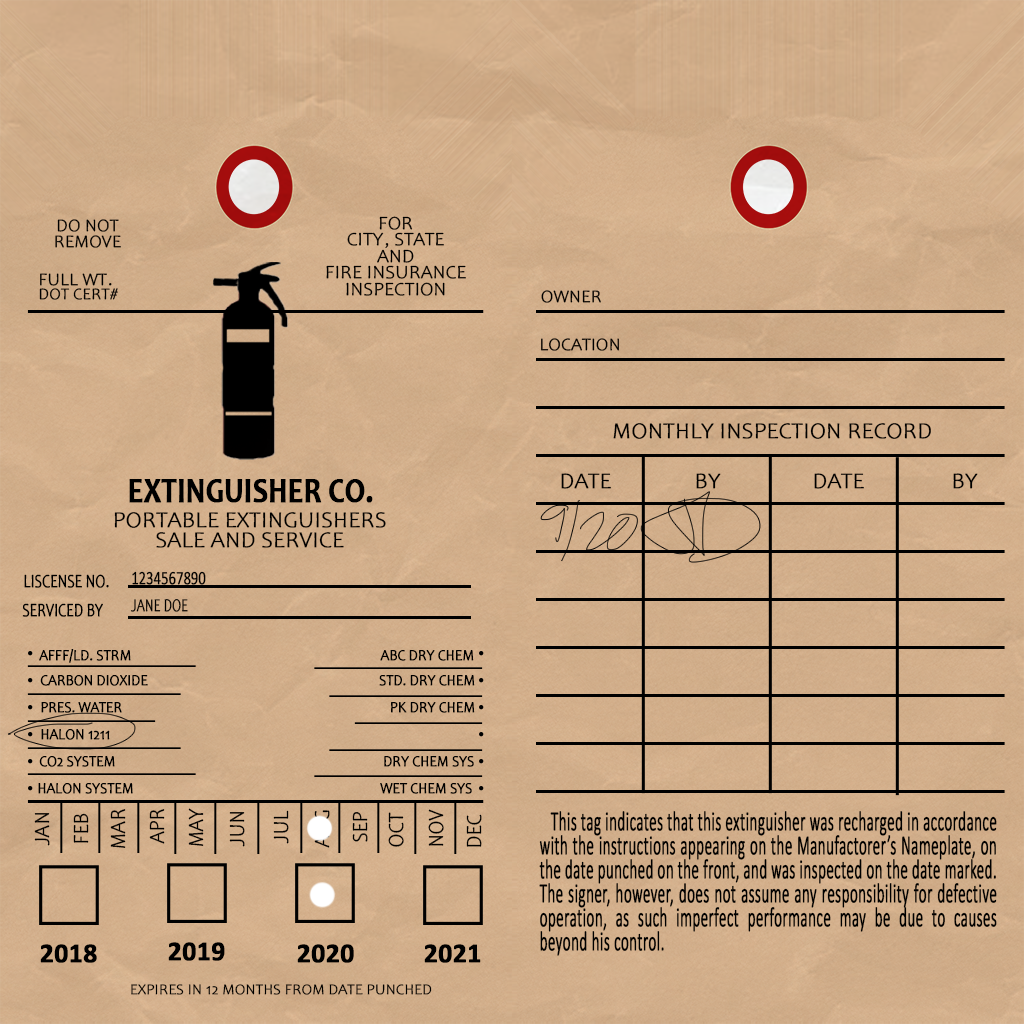 DO NOT
REMOVE
FULL WT.
DOT CERT#
FOR
CITY, STATE
AND
FIRE INSURANCE
INSPECTION
EXTINGUISHER CO.
PORTABLE EXTINGUISHERS
SALE AND SERVICE
LISCENSE NO. 1234567890
SERVICED BY JANE DOE
• AFFF/LD. STRM
• CARBON DIOXIDE
• PRES. WATER
• HALON 1211
• CO2 SYSTEM
• HALON SYSTEM
ABC DRY CHEM •
STD. DRY CHEM •
PK DRY CHEM •
•
DRY CHEM SYS •
WET CHEM SYS •
JAN FEB MAR APR MAY JUN JUL AUG SEP OCT NOV DEC
2018 2019 2020 2021
EXPIRES IN 12 MONTHS FROM DATE PUNCHED
OWNER
LOCATION
MONTHLY INSPECTION RECORD
DATE BY DATE BY
9/20
This tag indicates that this extinguisher was recharged in accordance
with the instructions appearing on the Manufactorer's Nameplate, on
the date punched on the front, and was inspected on the date marked.
The signer, however, does not assume any responsibility for defective
operation, as such imperfect performance may be due to causes
beyond his control.